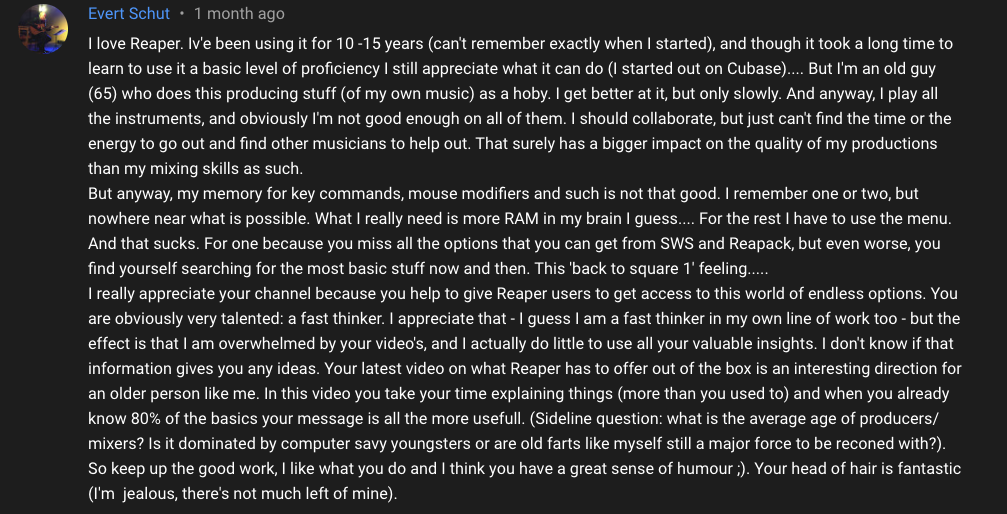 Evert Schut • 1 month ago
I love Reaper. Iv'e been using it for 10 -15 years (can't remember exactly when I started), and though it took a long time to
learn to use it a basic level of proficiency I still appreciate what it can do (I started out on Cubase).... But I'm an old guy
(65) who does this producing stuff (of my own music) as a hoby. I get better at it, but only slowly. And anyway, I play all
the instruments, and obviously I'm not good enough on all of them. I should collaborate, but just can't find the time or the
energy to go out and find other musicians to help out. That surely has a bigger impact on the quality of my productions
than my mixing skills as such.
But anyway, my memory for key commands, mouse modifiers and such is not that good. I remember one or two, but
nowhere near what is possible. What I really need is more RAM in my brain I guess.... For the rest I have to use the menu.
And that sucks. For one because you miss all the options that you can get from SWS and Reapack, but even worse, you
find yourself searching for the most basic stuff now and then. This 'back to square 1' feeling.....
I really appreciate your channel because you help to give Reaper users to get access to this world of endless options. You
are obviously very talented: a fast thinker. I appreciate that - I guess I am a fast thinker in my own line of work too - but the
effect is that I am overwhelmed by your video's, and I actually do little to use all your valuable insights. I don't know if that
information gives you any ideas. Your latest video on what Reaper has to offer out of the box is an interesting direction for
an older person like me. In this video you take your time explaining things (more than you used to) and when you already
know 80% of the basics your message is all the more usefull. (Sideline question: what is the average age of producers/
mixers? Is it dominated by computer savy youngsters or are old farts like myself still a major force to be reconed with?).
So keep up the good work, I like what you do and I think you have a great sense of humour ;). Your head of hair is fantastic
(I'm  jealous, there's not much left of mine).